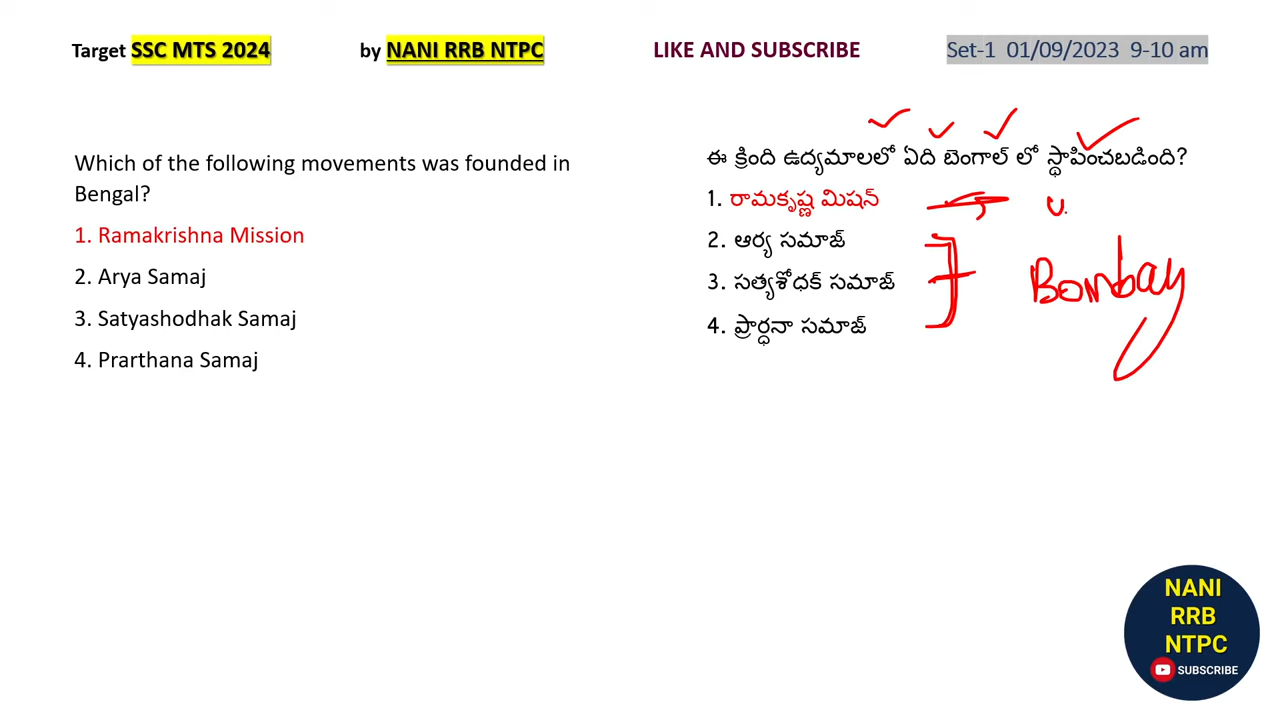 Target SSC MTS 2024 by NANI RRB NTPC LIKE AND SUBSCRIBE Set-1 01/09/2023 9-10 am
Which of the following movements was founded in
Bengal?
1. Ramakrishna Mission
2. Arya Samaj
3. Satyashodhak Samaj
4. Prarthana Samaj
ఈ క్రింది ఉద్యమాలలో ఏది బెంగాల్ లో స్థాపించబడింది?
1. రామకృష్ణ మిషన్
2. ఆర్య సమాజ్
3. సత్యశోధక్ సమాజ్
4. ప్రార్ధనా సమాజ్
Bombay
NANI
RRB
NTPC
SUBSCRIBE